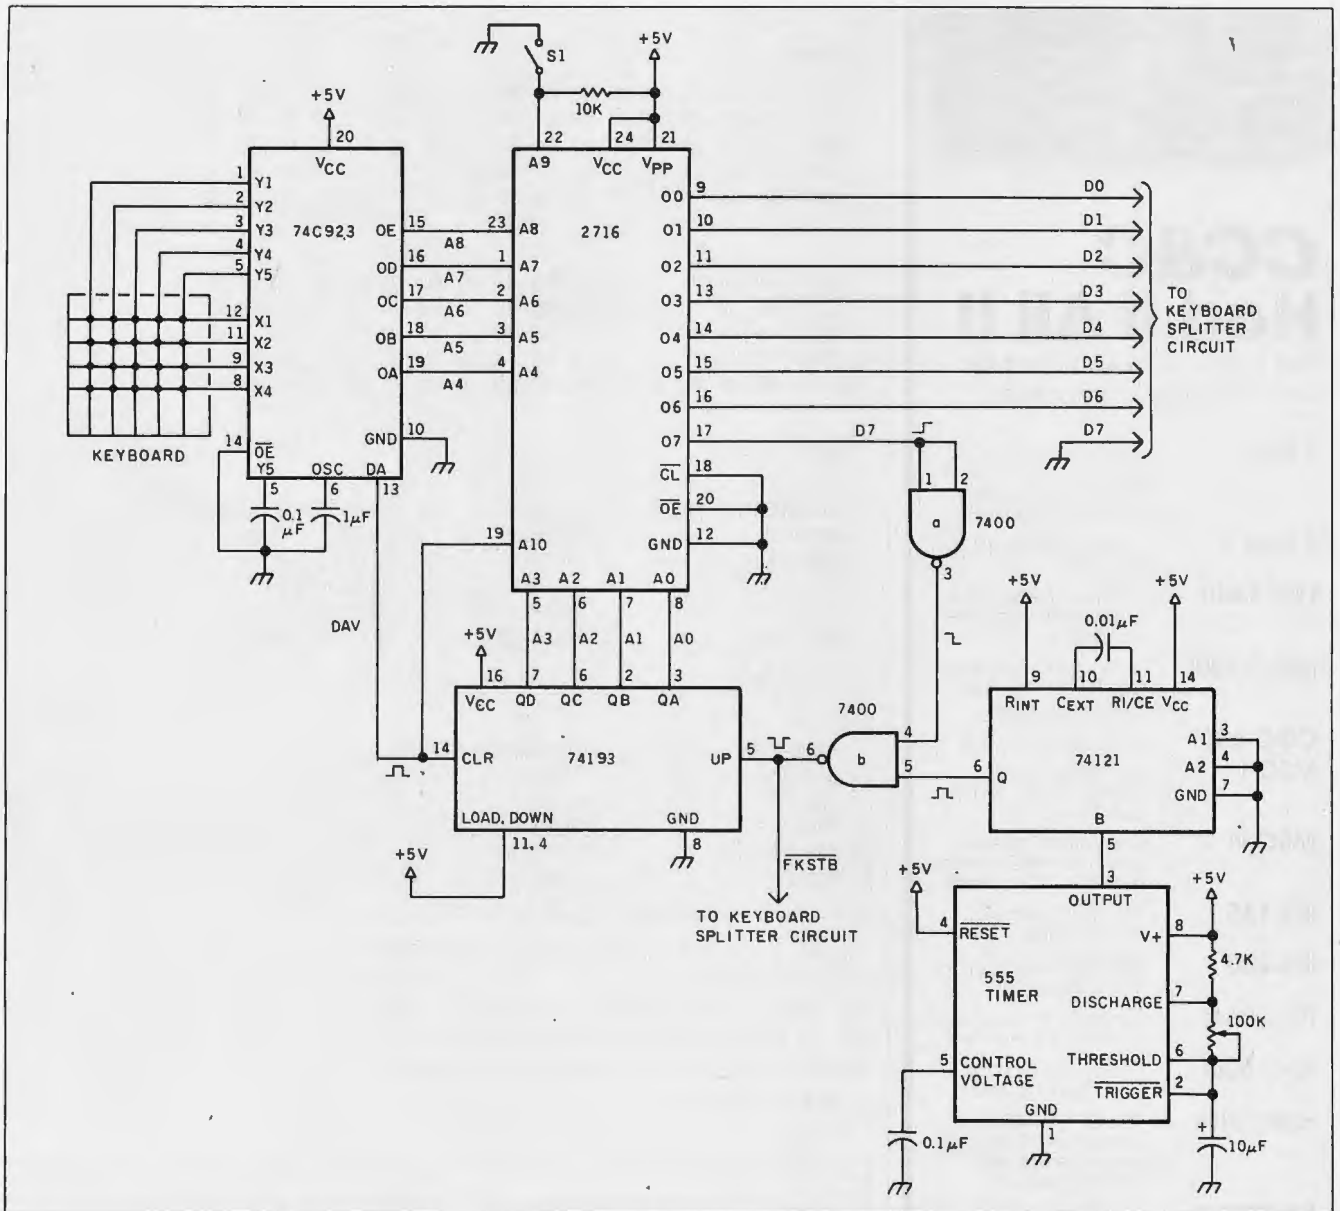 +5V
S1
10K
+5V
20
22
24
21
VCC
A9
VCC
VPP
74C923
2716
1 Y1
2 Y2
3 Y3
4 Y4
5 Y5
12 X1
11 X2
9 X3
8 X4
14 OE
KEYBOARD
OE 15 A8 23 A8
OD 16 A7 1 A7
OC 17 A6 2 A6
OB 18 A5 3 A5
OA 19 A4 4 A4
GND 10
Y5 OSC DA
5 6 13
0.1 μF
1μF
O0 9 D0
O1 10 D1
O2 11 D2
O3 13 D3
O4 14 D4
O5 15 D5
O6 16 D6
O7 17 D7
D7
TO
KEYBOARD
SPLITTER
CIRCUIT
CL 18
OE 20
GND 12
19 A10
A3 A2 A1 A0
5 6 7 8
A3 A2 A1 A0
1 2
a
7400
3
DAV
+5V
16 7 6 2 3
VCC QD QC QB QA
14 CLR
74193
UP 5
LOAD, DOWN
GND
11, 4
8
+5V
7400
6 b 4
5
FKSTB
TO KEYBOARD
SPLITTER CIRCUIT
+5V
0.01μF
+5V
9 10 11 14
RINT CEXT RI/CE VCC
A1 3
A2 4
GND 7
6 Q
74121
B
5
3
OUTPUT
+5V
4 RESET
+5V
V+ 8
4.7K
555
TIMER
DISCHARGE 7
100K
THRESHOLD 6
5 CONTROL
VOLTAGE
TRIGGER 2
GND
1
0.1μF
+
10μF